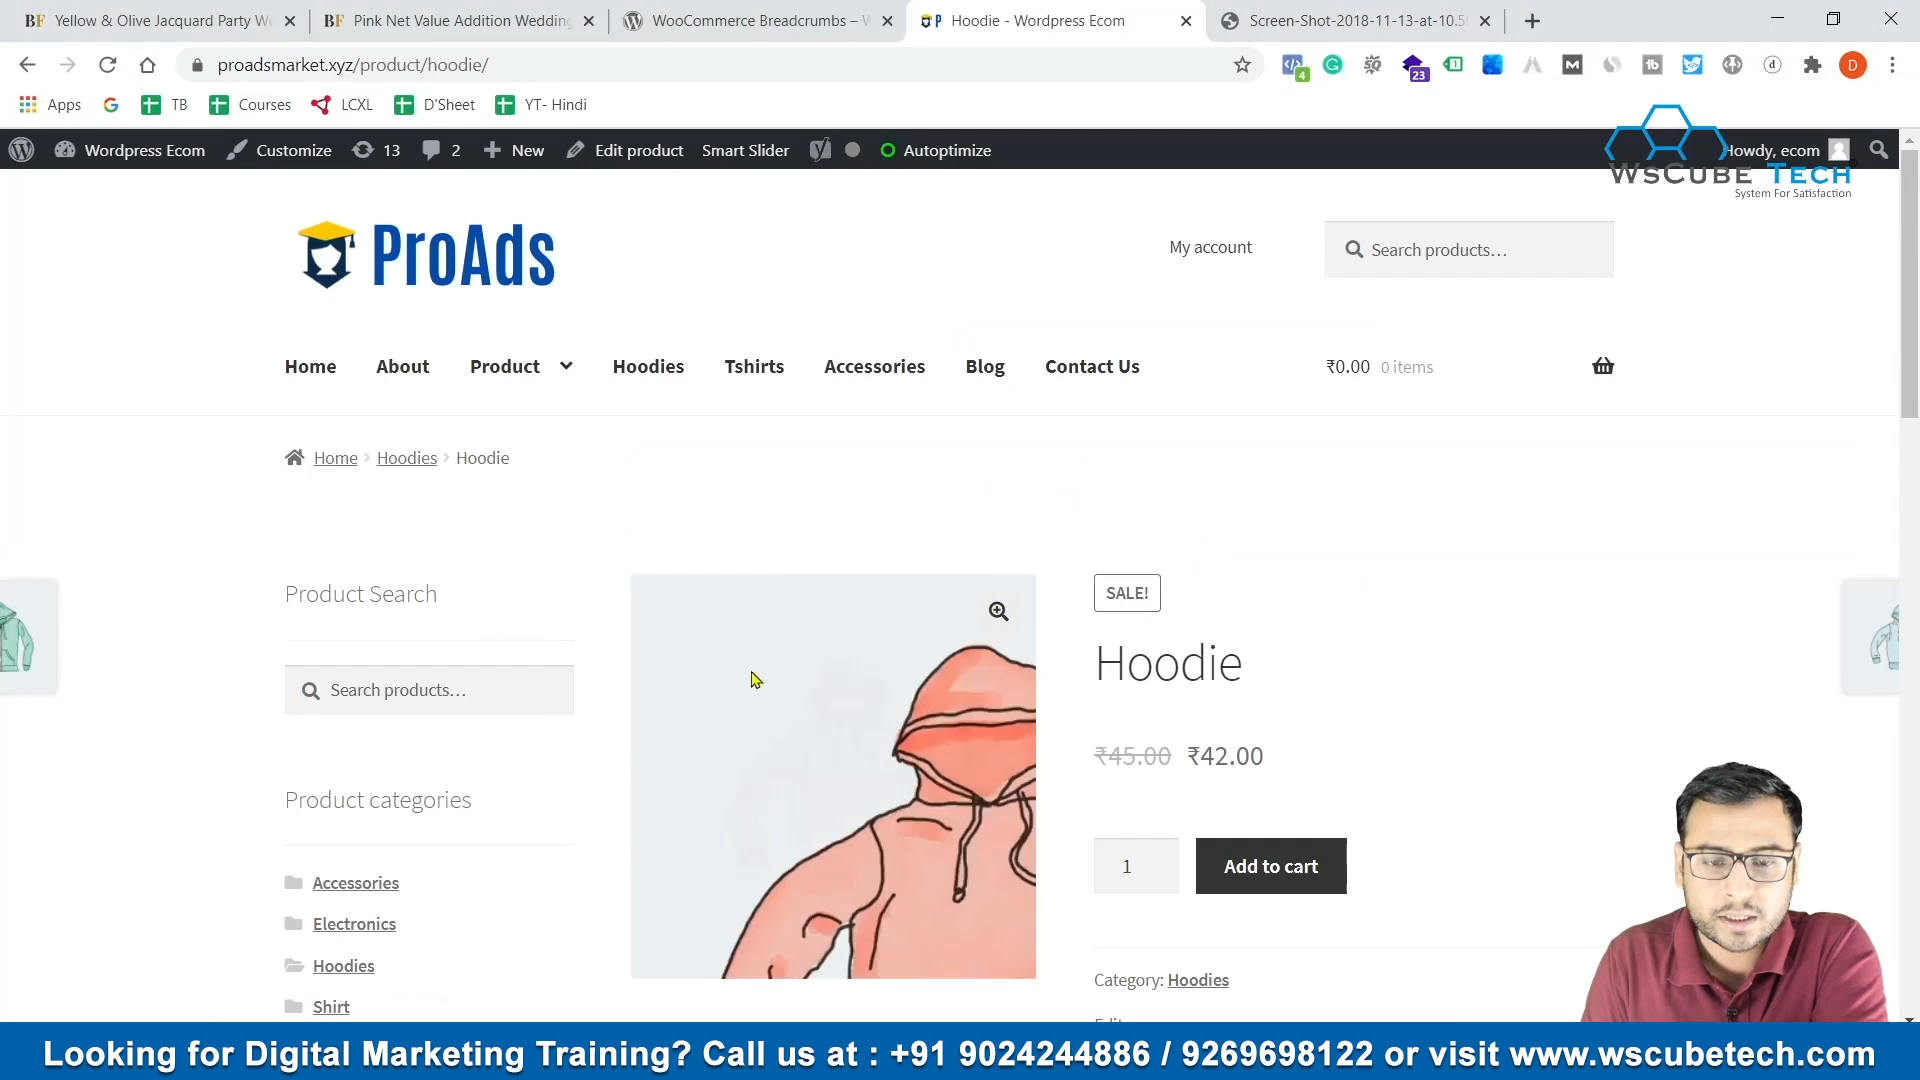 BF Yellow & Olive Jacquard Party W
BF Pink Net Value Addition Wedding
WooCommerce Breadcrumbs – W
Hoodie - Wordpress Ecom
Screen-Shot-2018-11-13-at-10.5
proadsmarket.xyz/product/hoodie/
4
23
D
Apps
TB
Courses
LCXL
D'Sheet
YT- Hindi
Wordpress Ecom
Customize
13
2
New
Edit product
Smart Slider
Autoptimize
Howdy, ecom
WsCube Tech
System For Satisfaction
ProAds
My account
Search products...
Home
About
Product
Hoodies
Tshirts
Accessories
Blog
Contact Us
₹0.00 0 items
Home › Hoodies › Hoodie
Product Search
Search products...
Product categories
Accessories
Electronics
Hoodies
Shirt
SALE!
Hoodie
₹45.00 ₹42.00
1
Add to cart
Category: Hoodies
Looking for Digital Marketing Training? Call us at : +91 9024244886 / 9269698122 or visit www.wscubetech.com